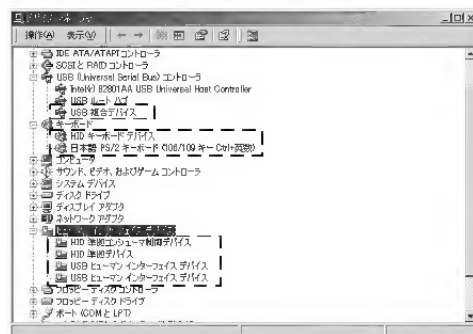 デバイス マネージャ
操作(A) 表示(V)
IDE ATA/ATAPIコントローラ
SCSI と RAID コントローラ
USB (Universal Serial Bus) コントローラ
Intel(r) 82801AA USB Universal Host Controller
USB ルート ハブ
USB 複合デバイス
キーボード
HID キーボード デバイス
日本語 PS/2 キーボード (106/109 キー Ctrl+英数)
コンピュータ
サウンド、ビデオ、およびゲーム コントローラ
システム デバイス
ディスク ドライブ
ディスプレイ アダプタ
ネットワーク アダプタ
ヒューマン インターフェイス デバイス
HID 準拠コンシューマ制御デバイス
HID 準拠デバイス
USB ヒューマン インターフェイス デバイス
USB ヒューマン インターフェイス デバイス
フロッピー ディスク コントローラ
フロッピー ディスク ドライブ
ポート (COM と LPT)